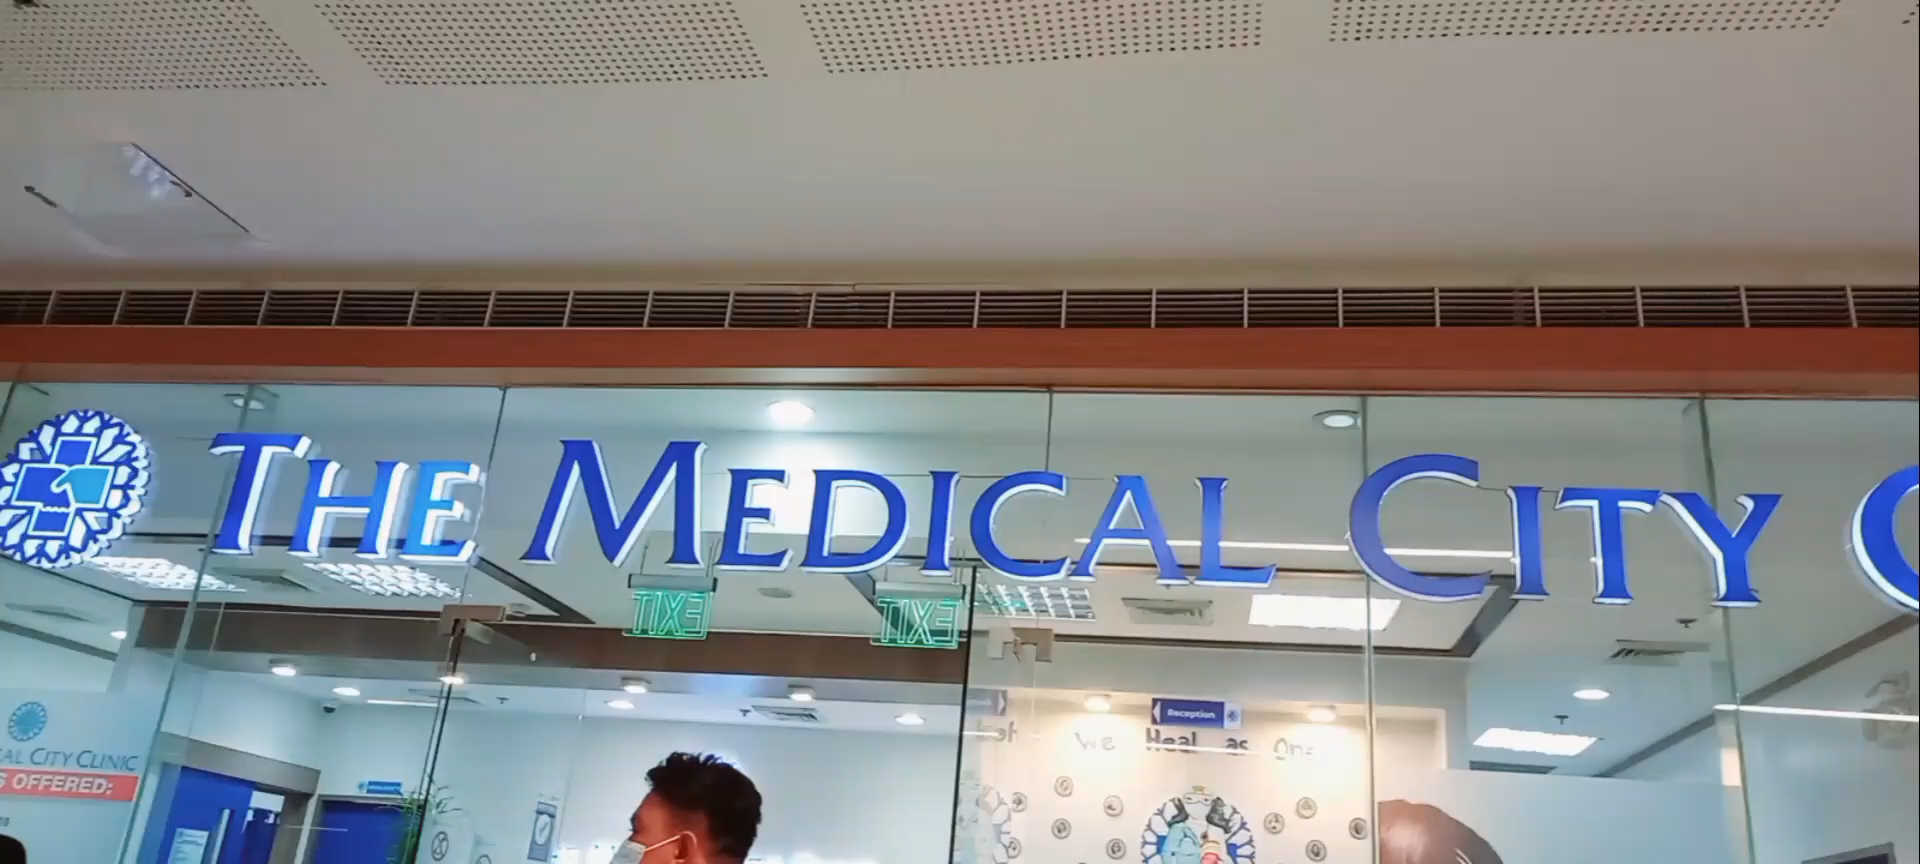 THE MEDICAL CITY C
EXIT
EXIT
Reception
We Heal as One
CAL CITY CLINIC
S OFFERED: